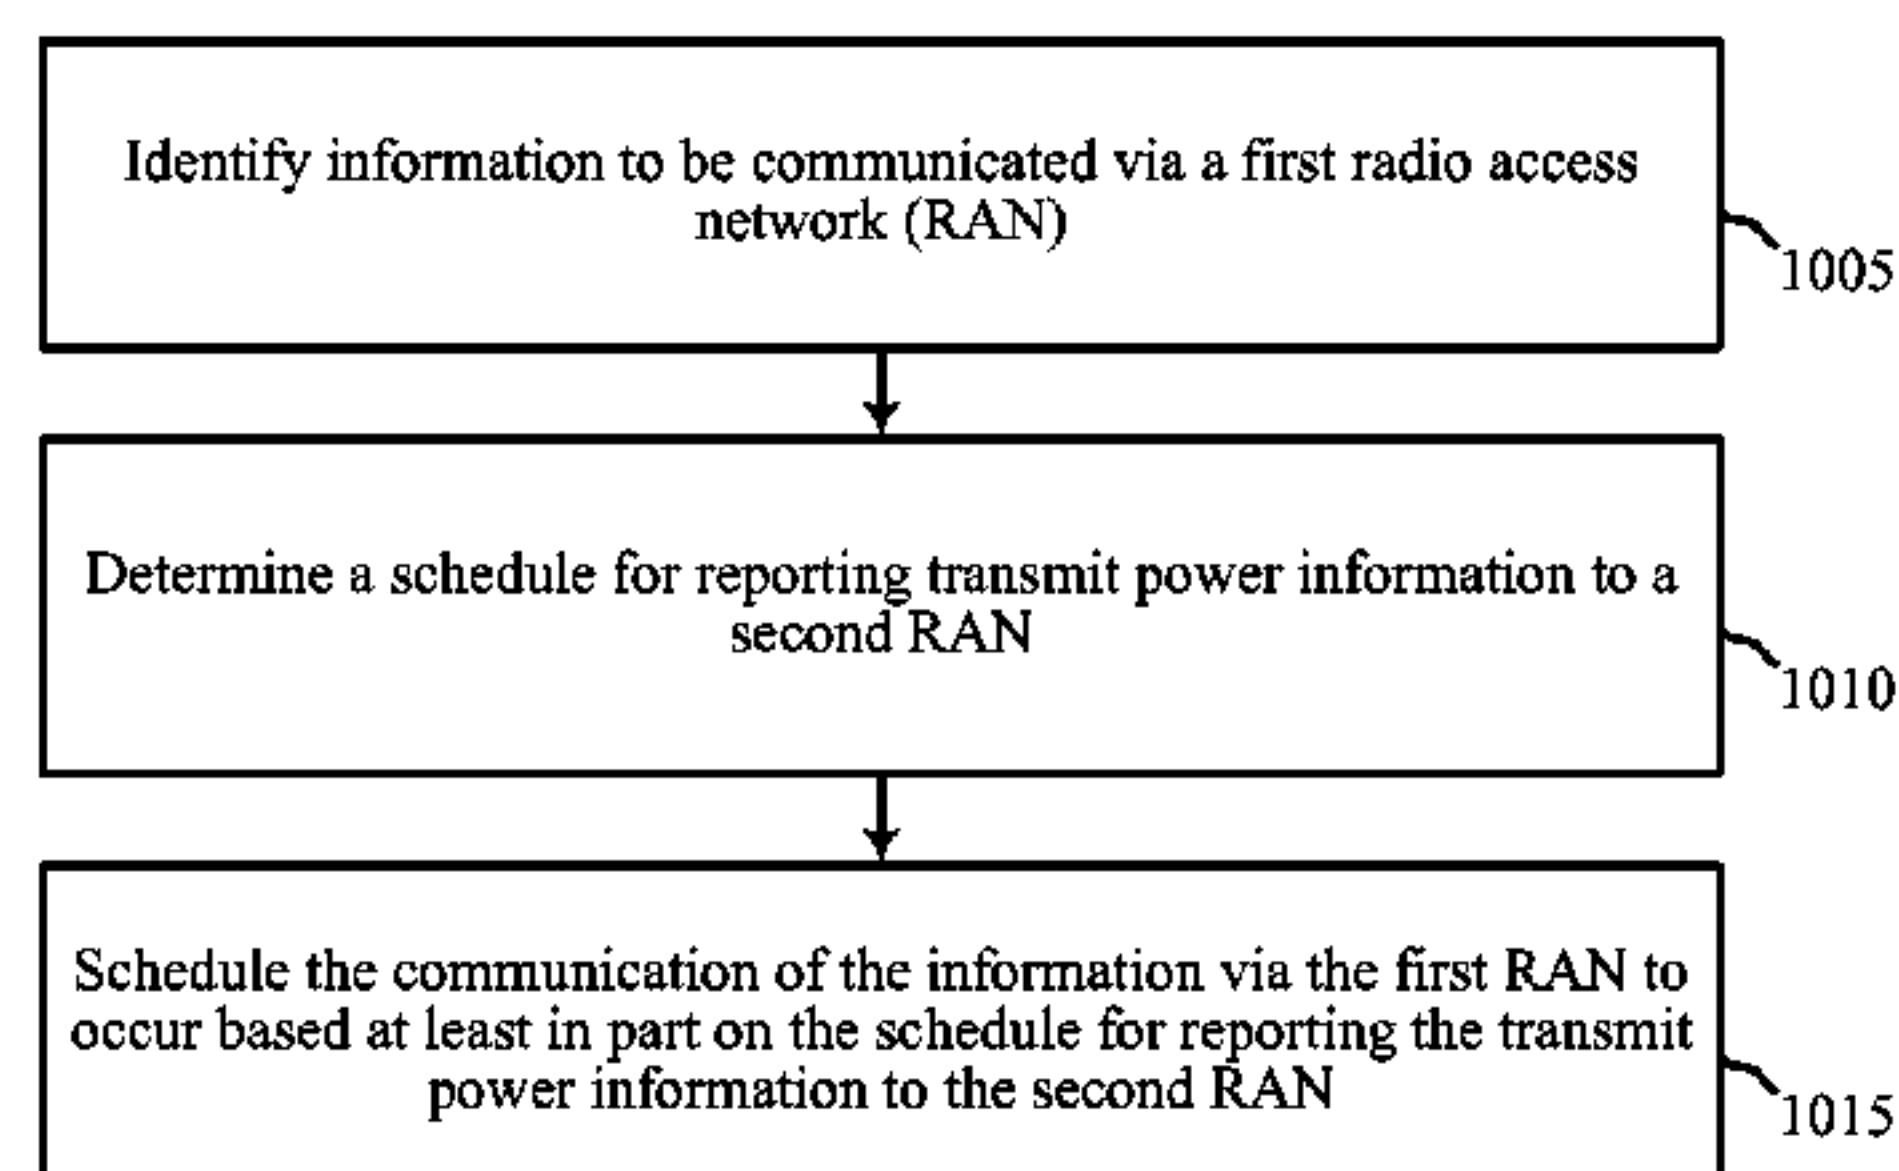 Identify information to be communicated via a first radio access
network (RAN)
1005
Determine a schedule for reporting transmit power information to a
second RAN
1010
Schedule the communication of the information via the first RAN to
occur based at least in part on the schedule for reporting the transmit
power information to the second RAN
1015